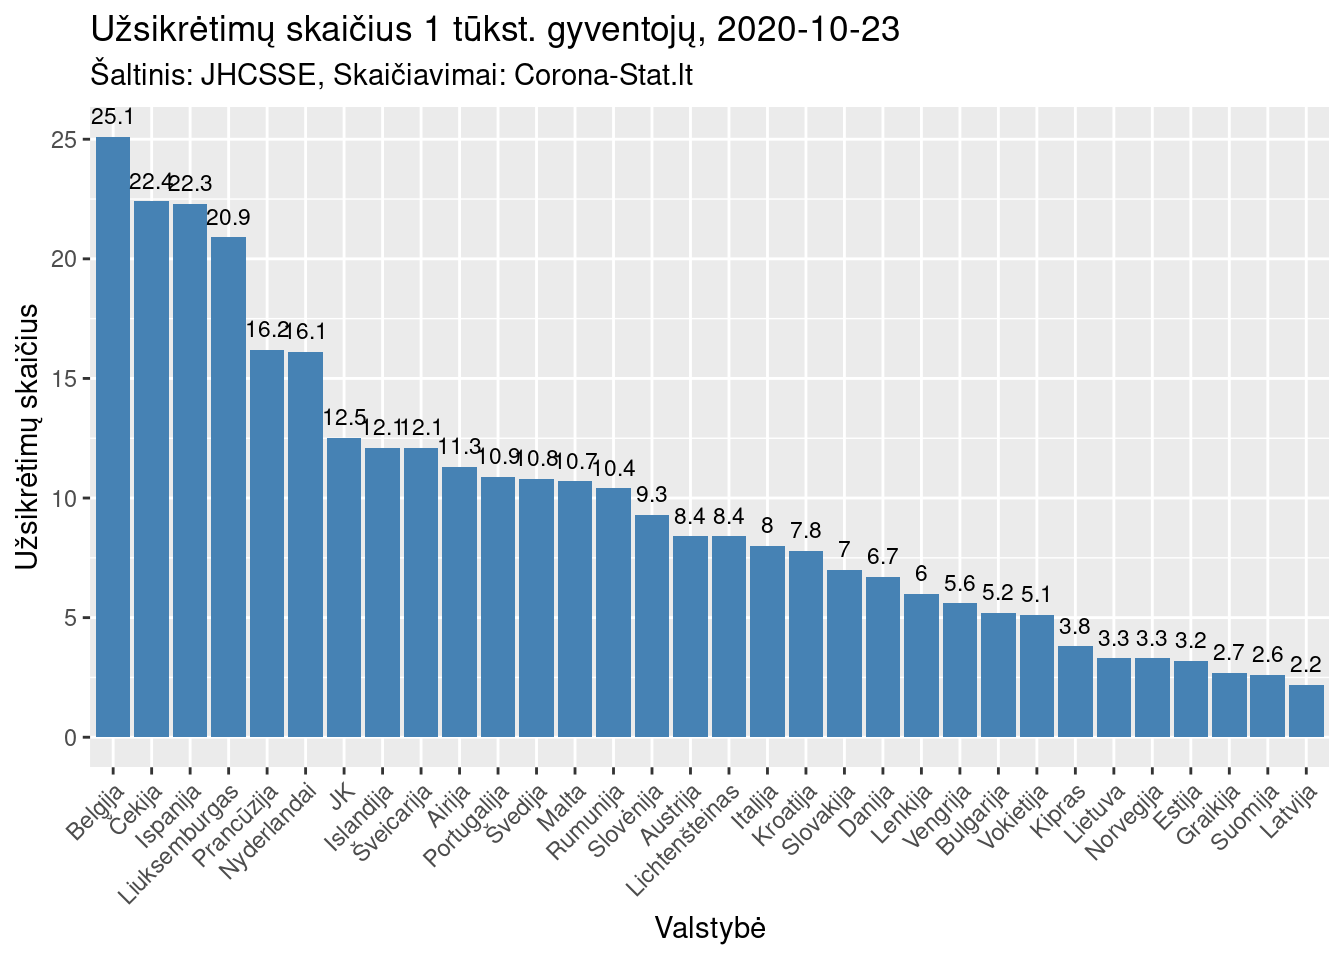 Užsikrėtimų skaičius 1 tūkst. gyventojų, 2020-10-23
Šaltinis: JHCSSE, Skaičiavimai: Corona-Stat.lt
Užsikrėtimų skaičius
25
20
15
10
5
0
25.1
22.4
22.3
20.9
16.2
16.1
12.5
12.1
12.1
11.3
10.9
10.8
10.7
10.4
9.3
8.4
8.4
8
7.8
7
6.7
6
5.6
5.2
5.1
3.8
3.3
3.3
3.2
2.7
2.6
2.2
Belgija
Čekija
Ispanija
Liuksemburgas
Prancūzija
Nyderlandai
JK
Islandija
Šveicarija
Airija
Portugalija
Švedija
Malta
Rumunija
Slovėnija
Austrija
Lichtenšteinas
Italija
Kroatija
Slovakija
Danija
Lenkija
Vengrija
Bulgarija
Vokietija
Kipras
Lietuva
Norvegija
Estija
Graikija
Suomija
Latvija
Valstybė